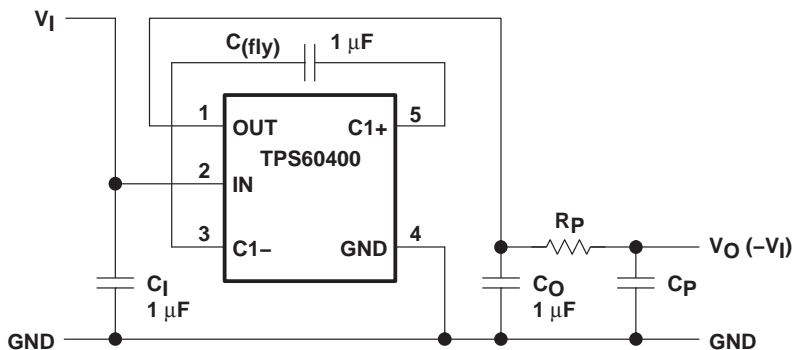 VI
C(fly) 1 μF
1 OUT C1+ 5
TPS60400
2 IN
3 C1− GND 4
RP
VO (−VI)
CI
1 μF
CO
1 μF
CP
GND GND